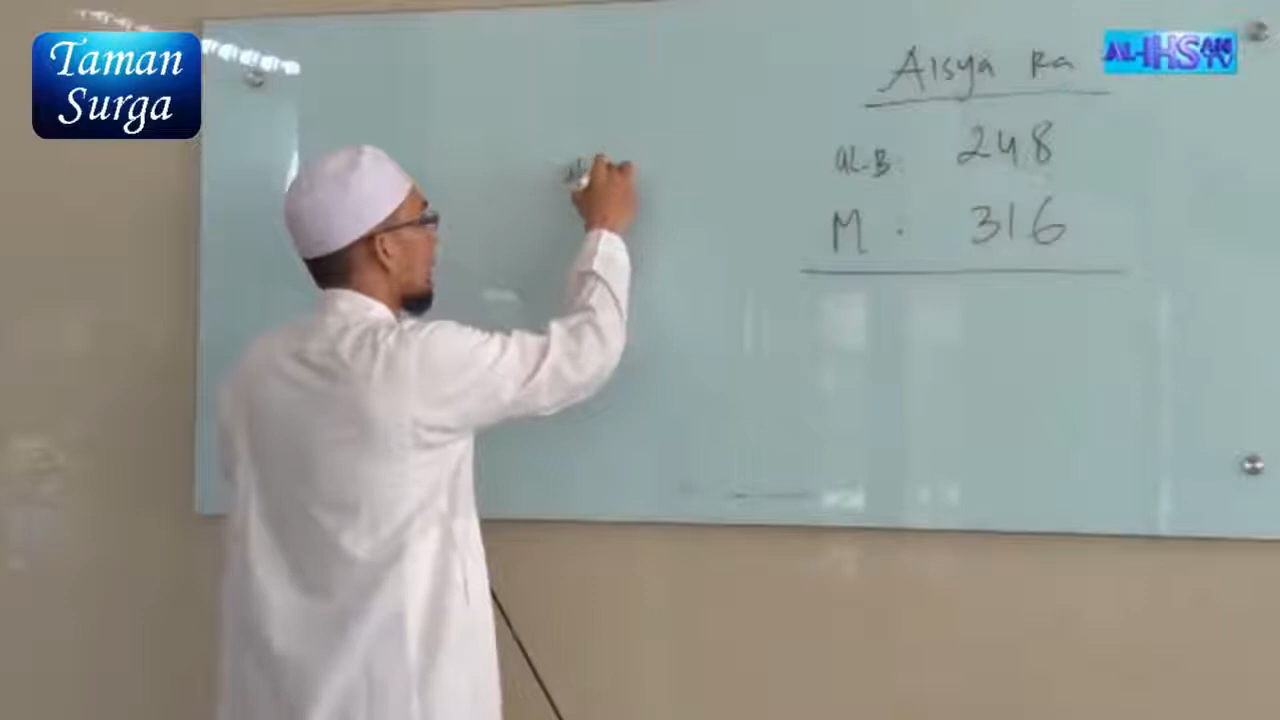 Taman
Surga
AL-IHSAN TV
Aisya Ra
al-B: 248
M . 316